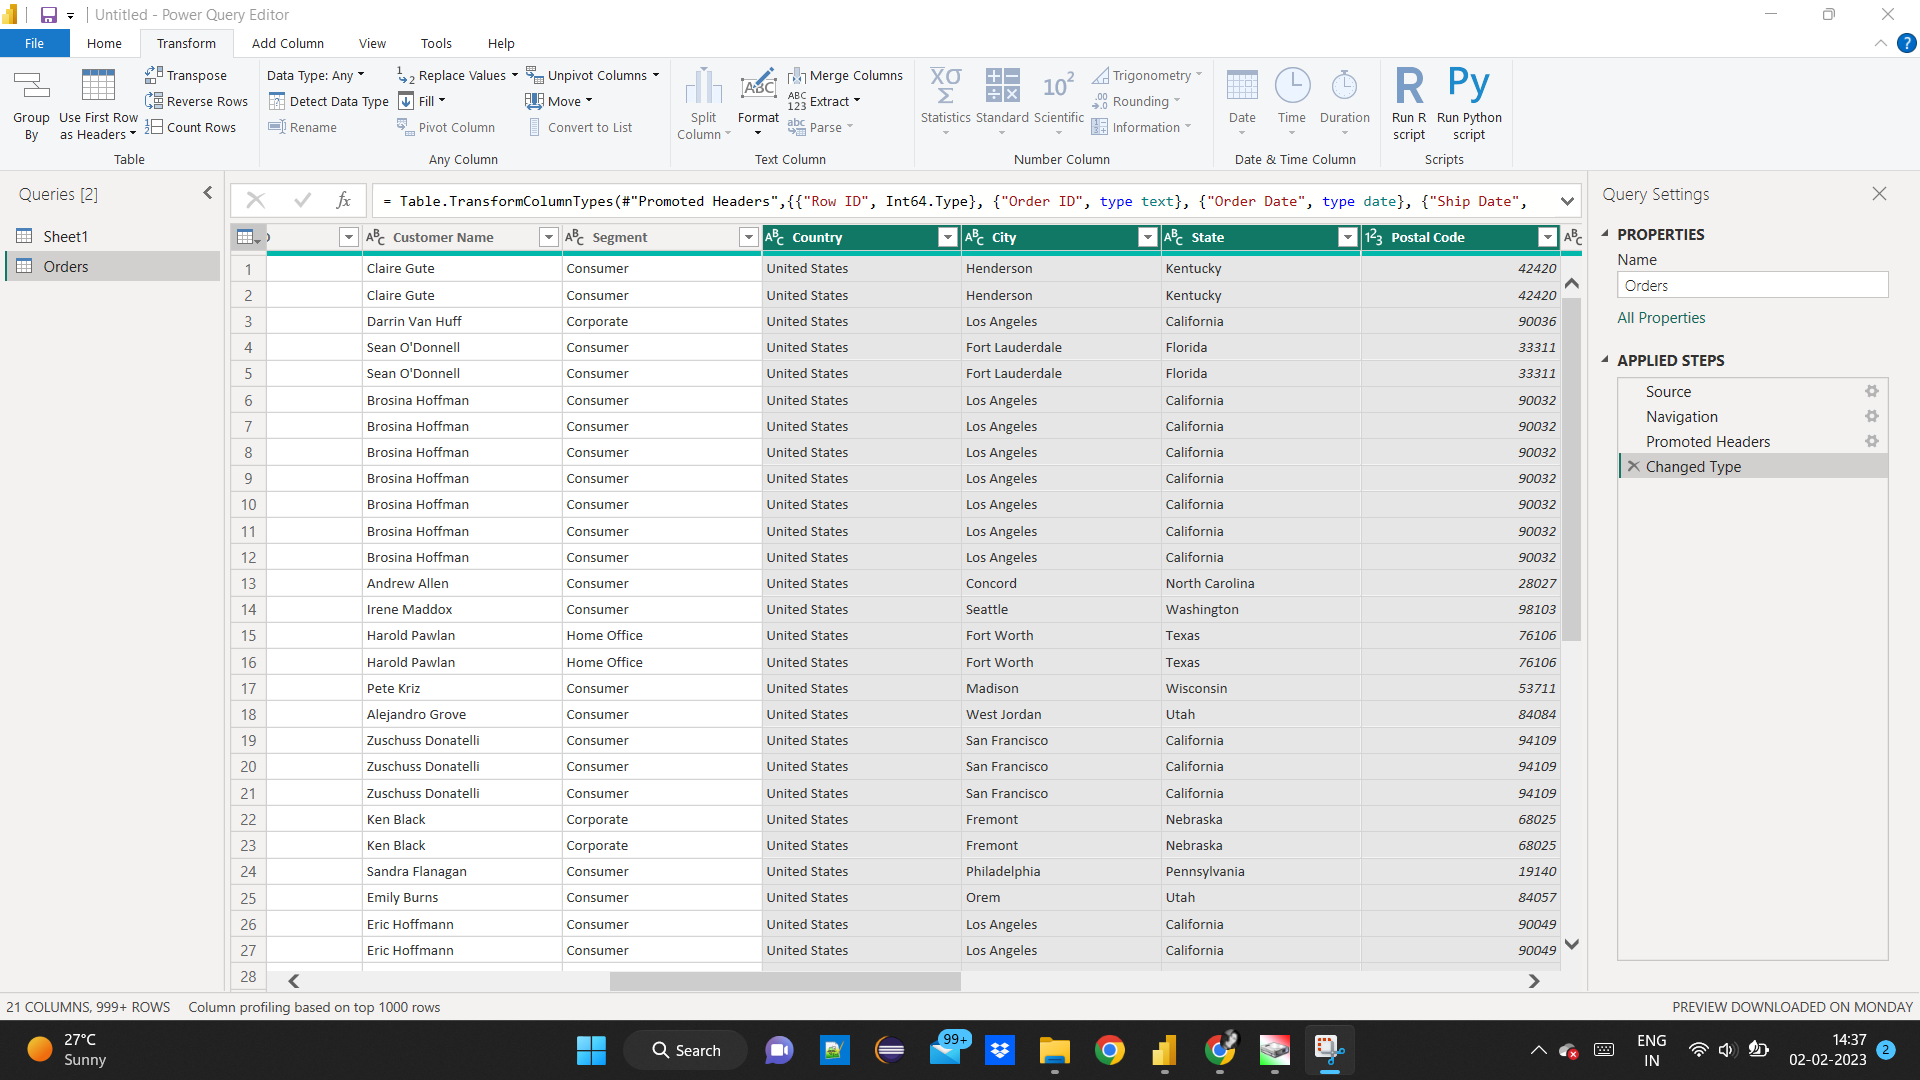 Untitled - Power Query Editor
File Home Transform Add Column View Tools Help
Group By
Use First Row as Headers
Transpose
Reverse Rows
Count Rows
Table
Data Type: Any
Detect Data Type
Rename
Replace Values
Fill
Pivot Column
Unpivot Columns
Move
Convert to List
Any Column
Split Column
Format
Merge Columns
Extract
Parse
Text Column
Statistics
Standard
Scientific
Trigonometry
Rounding
Information
Number Column
Date
Time
Duration
Date & Time Column
Run R script
Run Python script
Scripts
Queries [2]
Sheet1
Orders
= Table.TransformColumnTypes(#"Promoted Headers",{{"Row ID", Int64.Type}, {"Order ID", type text}, {"Order Date", type date}, {"Ship Date",
Customer Name Segment Country City State Postal Code
1 Claire Gute Consumer United States Henderson Kentucky 42420
2 Claire Gute Consumer United States Henderson Kentucky 42420
3 Darrin Van Huff Corporate United States Los Angeles California 90036
4 Sean O'Donnell Consumer United States Fort Lauderdale Florida 33311
5 Sean O'Donnell Consumer United States Fort Lauderdale Florida 33311
6 Brosina Hoffman Consumer United States Los Angeles California 90032
7 Brosina Hoffman Consumer United States Los Angeles California 90032
8 Brosina Hoffman Consumer United States Los Angeles California 90032
9 Brosina Hoffman Consumer United States Los Angeles California 90032
10 Brosina Hoffman Consumer United States Los Angeles California 90032
11 Brosina Hoffman Consumer United States Los Angeles California 90032
12 Brosina Hoffman Consumer United States Los Angeles California 90032
13 Andrew Allen Consumer United States Concord North Carolina 28027
14 Irene Maddox Consumer United States Seattle Washington 98103
15 Harold Pawlan Home Office United States Fort Worth Texas 76106
16 Harold Pawlan Home Office United States Fort Worth Texas 76106
17 Pete Kriz Consumer United States Madison Wisconsin 53711
18 Alejandro Grove Consumer United States West Jordan Utah 84084
19 Zuschuss Donatelli Consumer United States San Francisco California 94109
20 Zuschuss Donatelli Consumer United States San Francisco California 94109
21 Zuschuss Donatelli Consumer United States San Francisco California 94109
22 Ken Black Corporate United States Fremont Nebraska 68025
23 Ken Black Corporate United States Fremont Nebraska 68025
24 Sandra Flanagan Consumer United States Philadelphia Pennsylvania 19140
25 Emily Burns Consumer United States Orem Utah 84057
26 Eric Hoffmann Consumer United States Los Angeles California 90049
27 Eric Hoffmann Consumer United States Los Angeles California 90049
28
Query Settings
PROPERTIES
Name
Orders
All Properties
APPLIED STEPS
Source
Navigation
Promoted Headers
Changed Type
21 COLUMNS, 999+ ROWS Column profiling based on top 1000 rows
PREVIEW DOWNLOADED ON MONDAY
27°C
Sunny
Search
99+
ENG
IN
14:37
02-02-2023
2